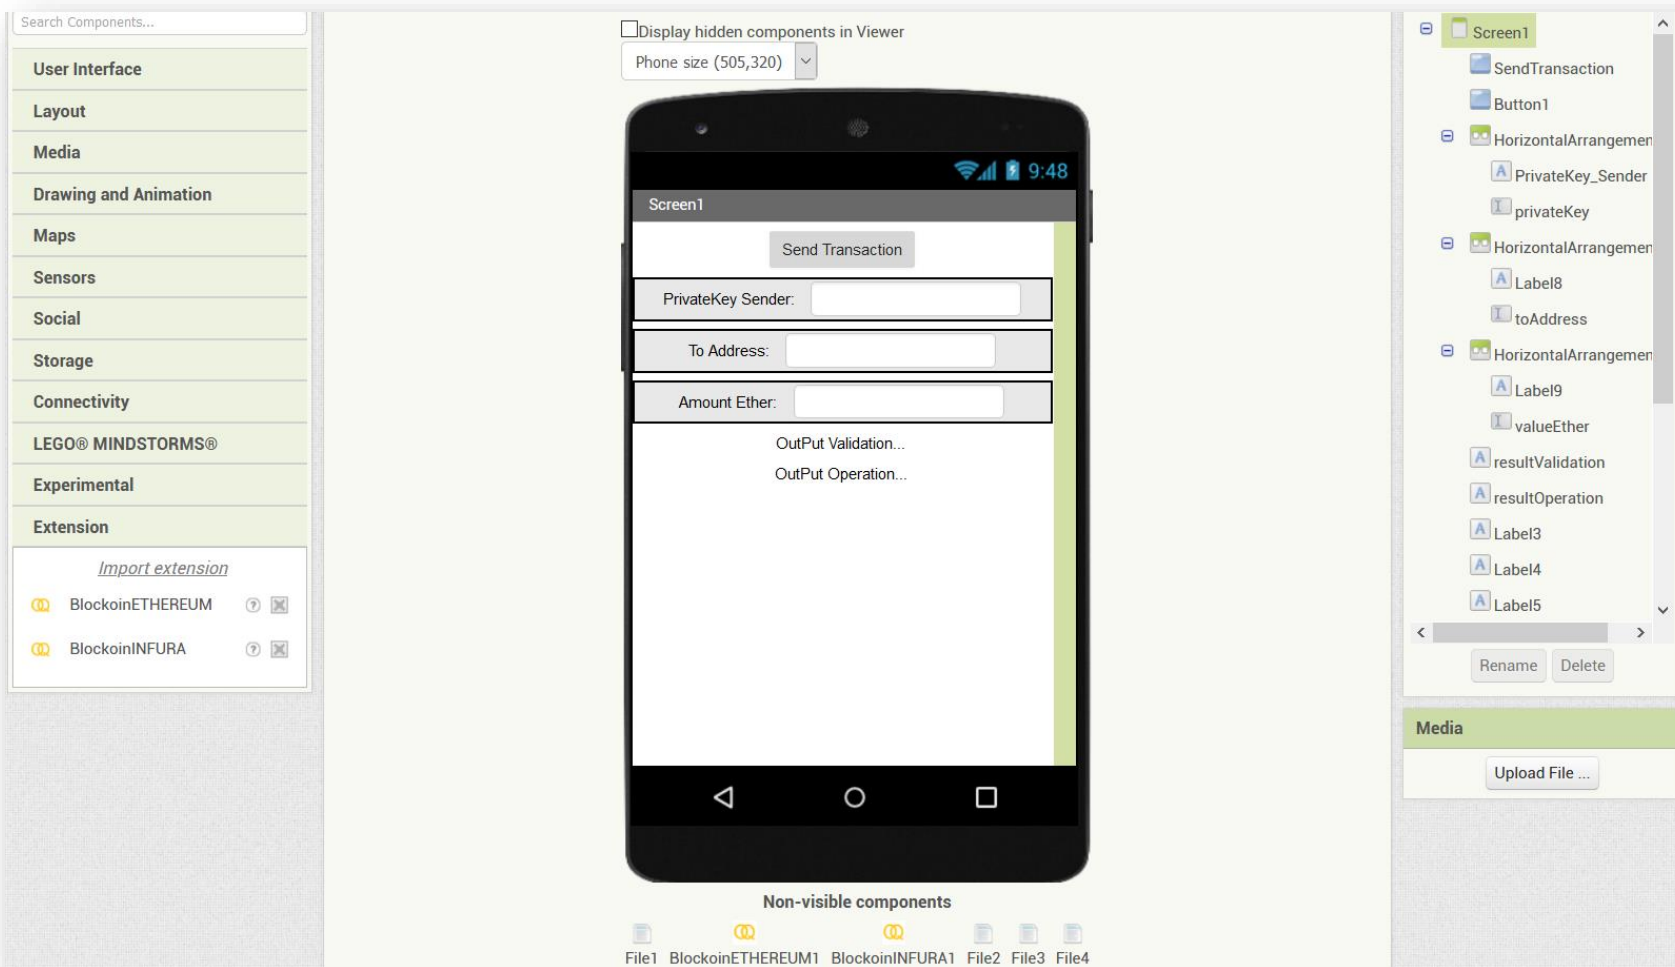 Search Components...
User Interface
Layout
Media
Drawing and Animation
Maps
Sensors
Social
Storage
Connectivity
LEGO® MINDSTORMS®
Experimental
Extension
Import extension
BlockoinETHEREUM ?
BlockoinINFURA ?
Display hidden components in Viewer
Phone size (505,320)
9:48
Screen1
Send Transaction
PrivateKey Sender:
To Address:
Amount Ether:
OutPut Validation...
OutPut Operation...
Non-visible components
File1 BlockoinETHEREUM1 BlockoinINFURA1 File2 File3 File4
Screen1
SendTransaction
Button1
HorizontalArrangemen
A PrivateKey_Sender
privateKey
HorizontalArrangemen
A Label8
toAddress
HorizontalArrangemen
A Label9
valueEther
A resultValidation
A resultOperation
A Label3
A Label4
A Label5
Rename Delete
Media
Upload File ...